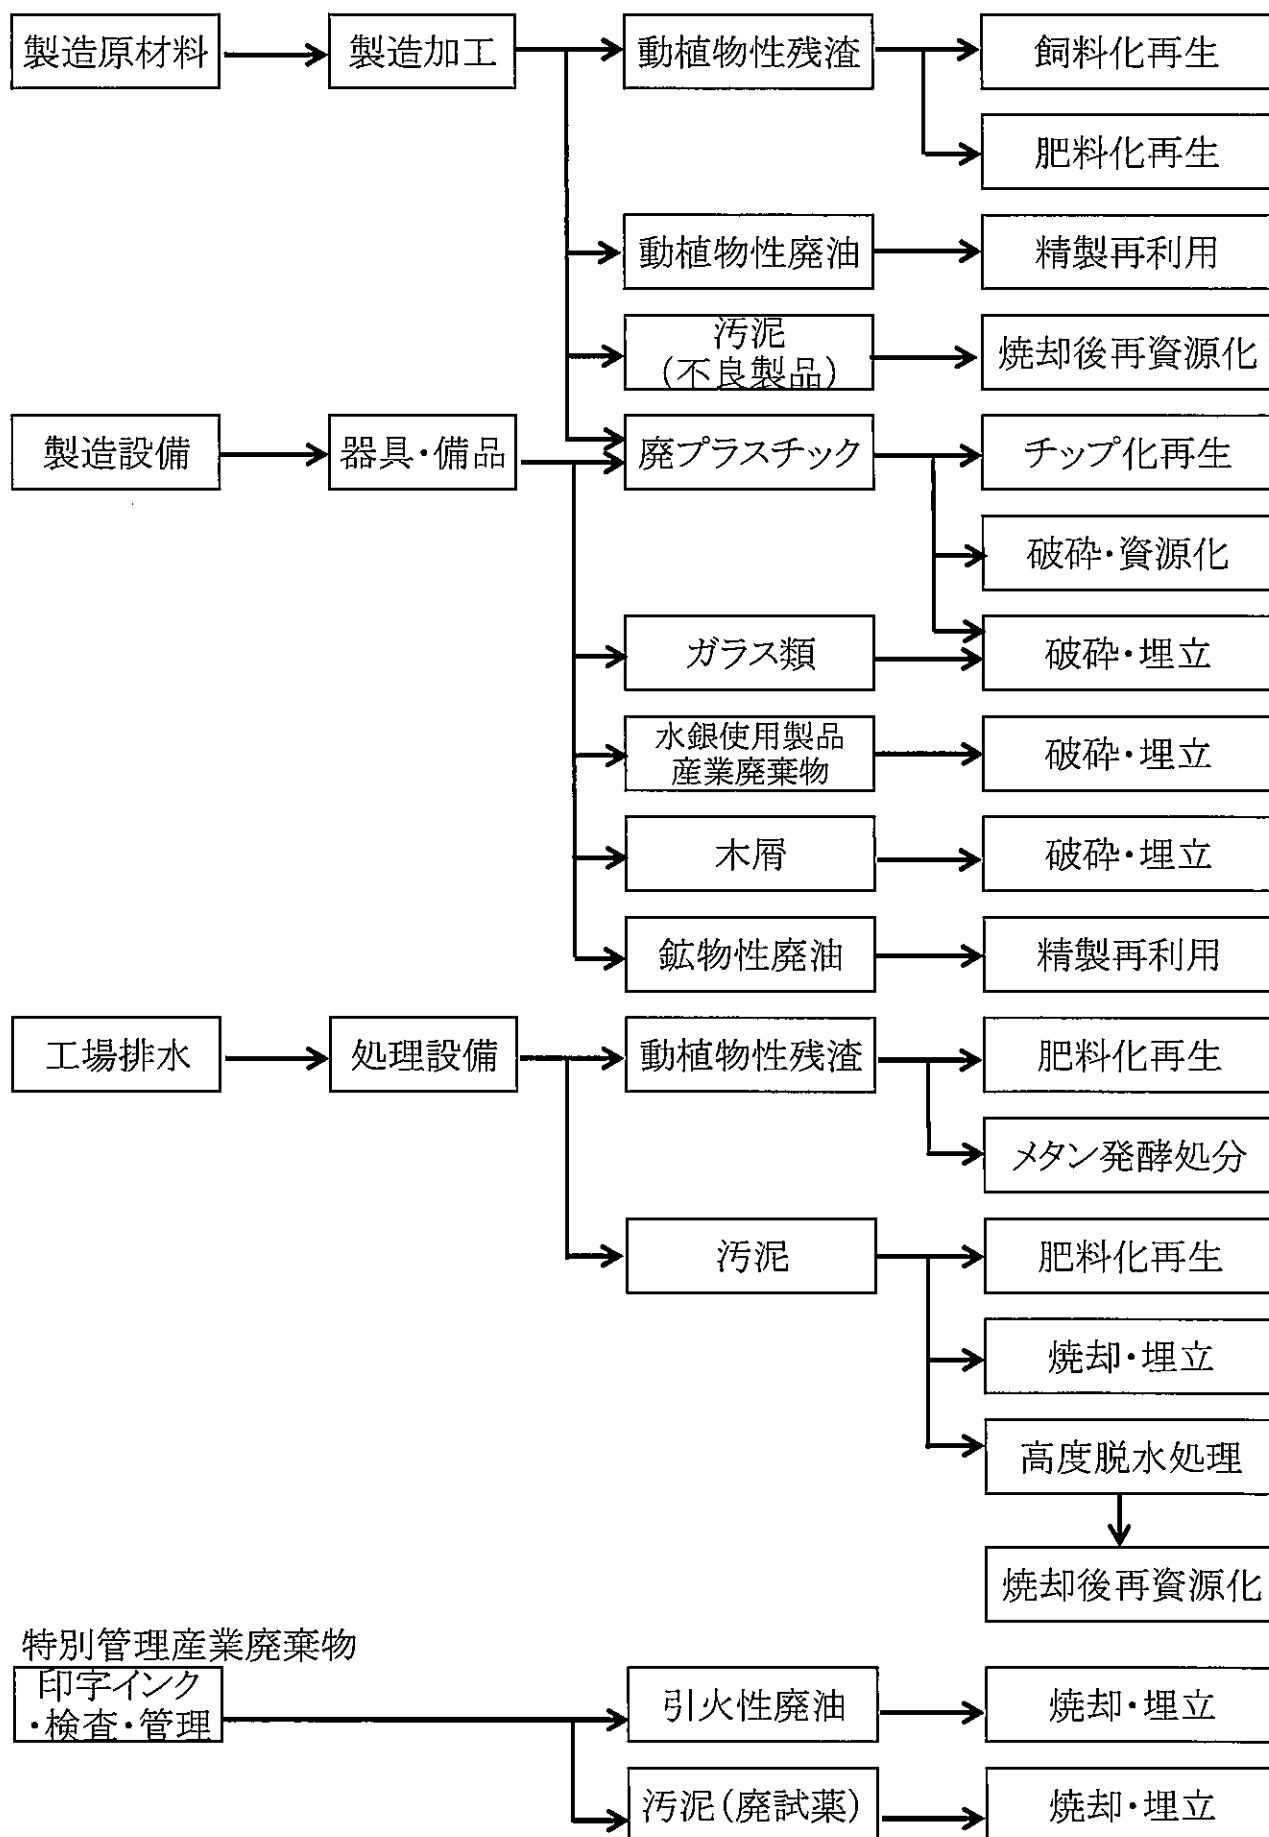 製造原材料
製造加工
動植物性残渣
飼料化再生
肥料化再生
動植物性廃油
精製再利用
汚泥
(不良製品)
焼却後再資源化
製造設備
器具・備品
廃プラスチック
チップ化再生
破砕・資源化
ガラス類
破砕・埋立
水銀使用製品
産業廃棄物
破砕・埋立
木屑
破砕・埋立
鉱物性廃油
精製再利用
工場排水
処理設備
動植物性残渣
肥料化再生
メタン発酵処分
汚泥
肥料化再生
焼却・埋立
高度脱水処理
焼却後再資源化
特別管理産業廃棄物
印字インク
・検査・管理
引火性廃油
焼却・埋立
汚泥(廃試薬)
焼却・埋立